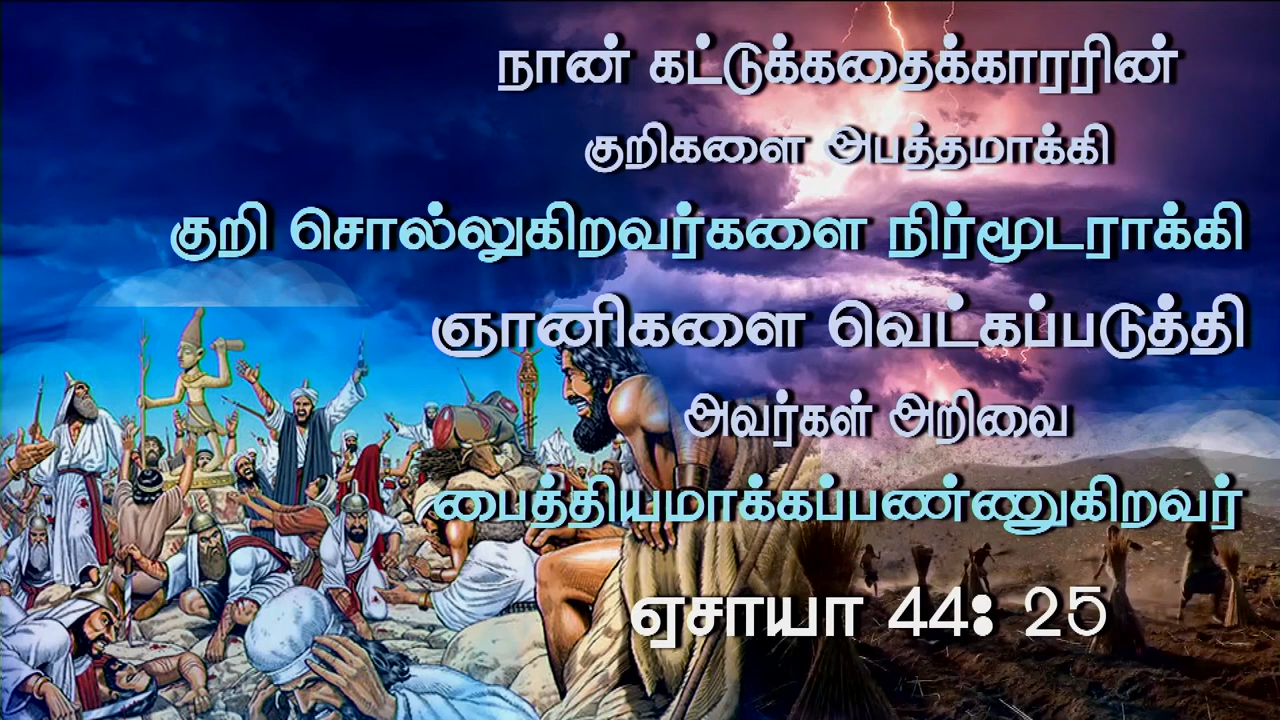 நான் கட்டுக்கதைக்காரரின்
குறிகளை அபத்தமாக்கி
குறி சொல்லுகிறவர்களை நிர்மூடராக்கி
ஞானிகளை வெட்கப்படுத்தி
அவர்கள் அறிவை
பைத்தியமாக்கப்பண்ணுகிறவர்
ஏசாயா 44: 25